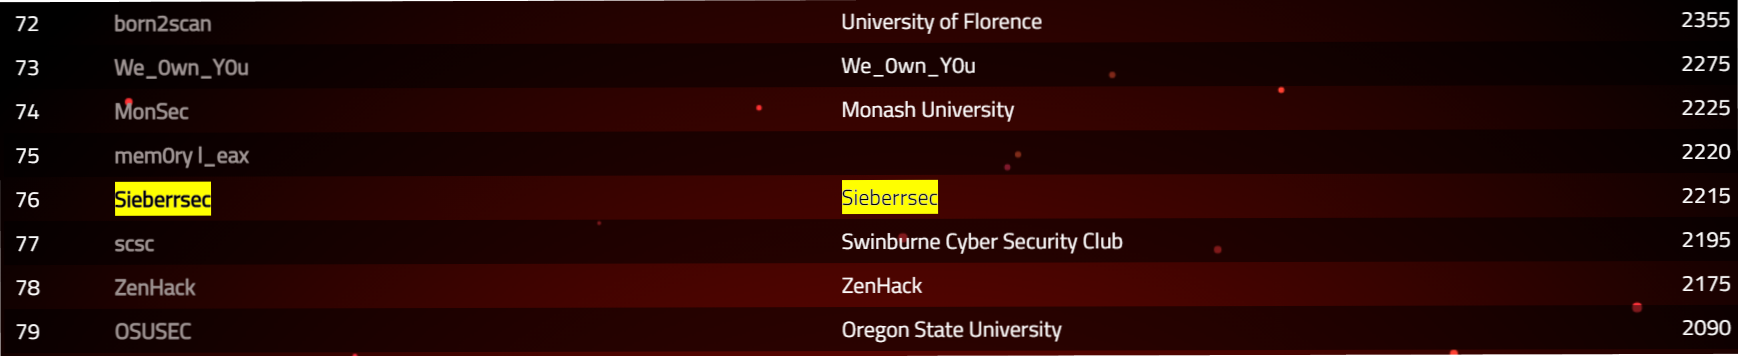 72 born2scan University of Florence 2355
73 We_0wn_Y0u We_0wn_Y0u 2275
74 MonSec Monash University 2225
75 mem0ry l_eax 2220
76 Sieberrsec Sieberrsec 2215
77 scsc Swinburne Cyber Security Club 2195
78 ZenHack ZenHack 2175
79 OSUSEC Oregon State University 2090